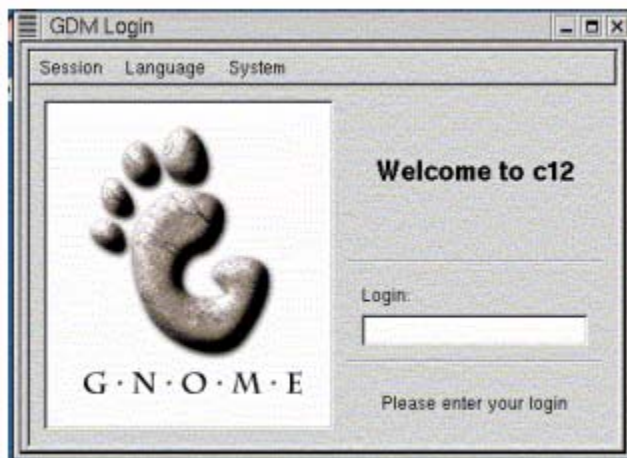 GDM Login
Session Language System
Welcome to c12
Login:
G·N·O·M·E
Please enter your login